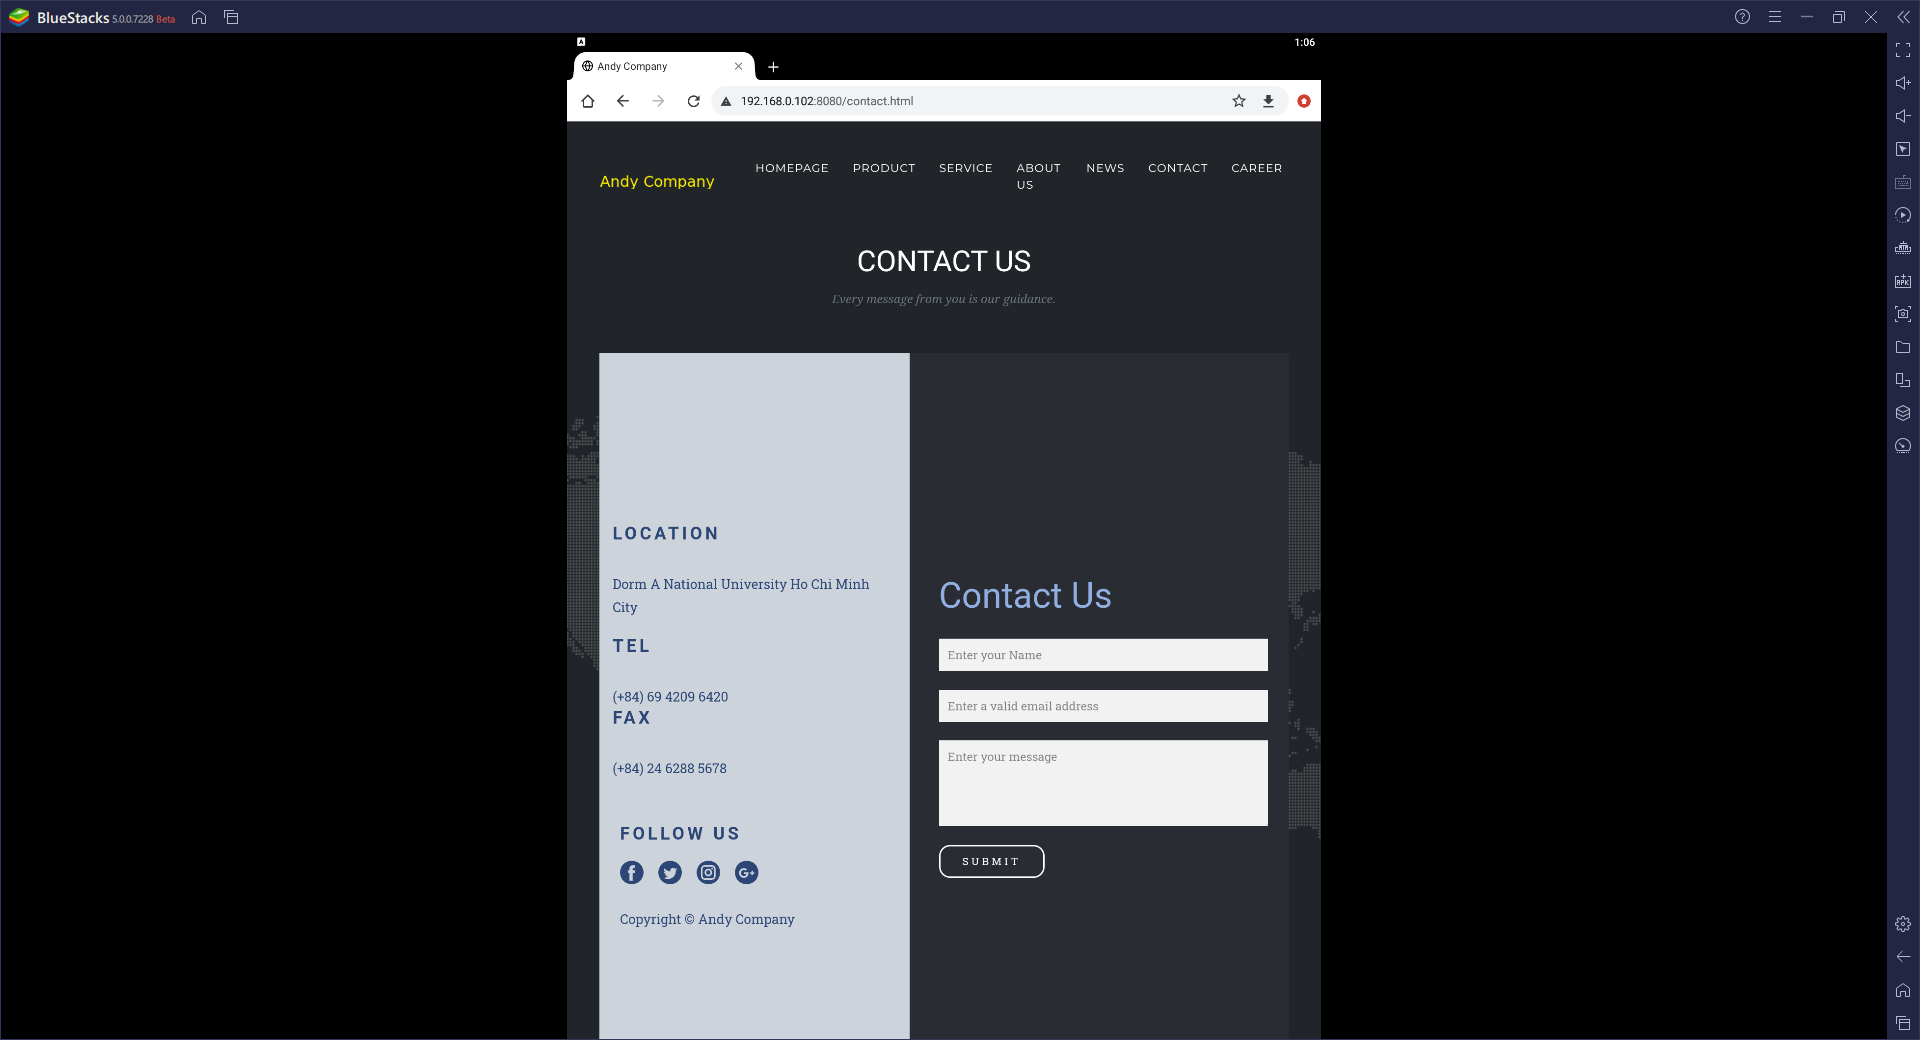 BlueStacks 5.0.0.7228 Beta
1:06
Andy Company
192.168.0.102:8080/contact.html
Andy Company
HOMEPAGE PRODUCT SERVICE ABOUT US NEWS CONTACT CAREER
CONTACT US
Every message from you is our guidance.
LOCATION
Dorm A National University Ho Chi Minh
City
TEL
(+84) 69 4209 6420
FAX
(+84) 24 6288 5678
FOLLOW US
Copyright © Andy Company
Contact Us
Enter your Name
Enter a valid email address
Enter your message
SUBMIT